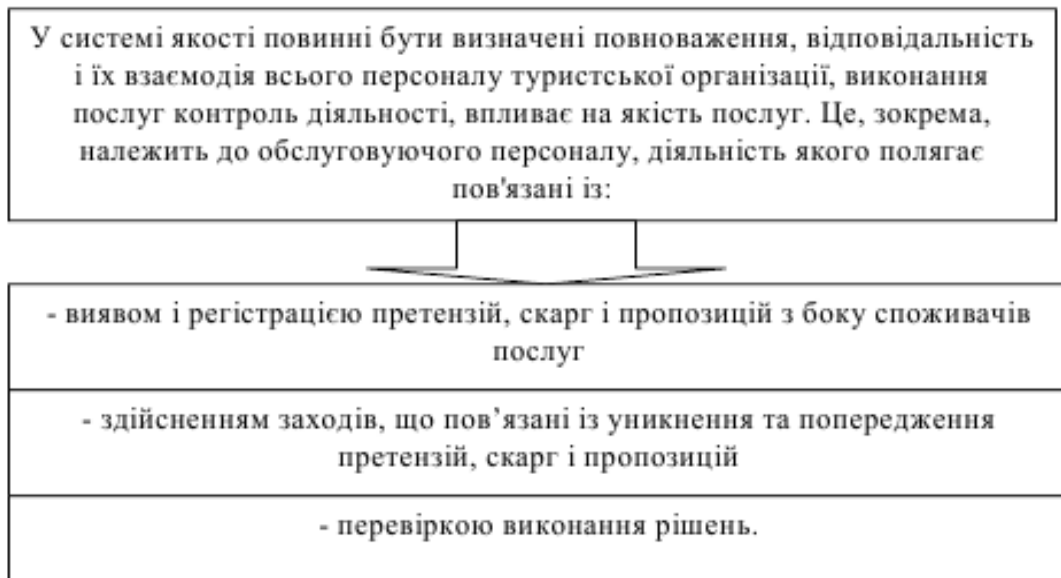 У системі якості повинні бути визначені повноваження, відповідальність
і їх взаємодія всього персоналу туристської організації, виконання
послуг контроль діяльності, впливає на якість послуг. Це, зокрема,
належить до обслуговуючого персоналу, діяльність якого полягає
пов'язані із:
- виявом і регістрацією претензій, скарг і пропозицій з боку споживачів
послуг
- здійсненням заходів, що пов’язані із уникнення та попередження
претензій, скарг і пропозицій
- перевіркою виконання рішень.